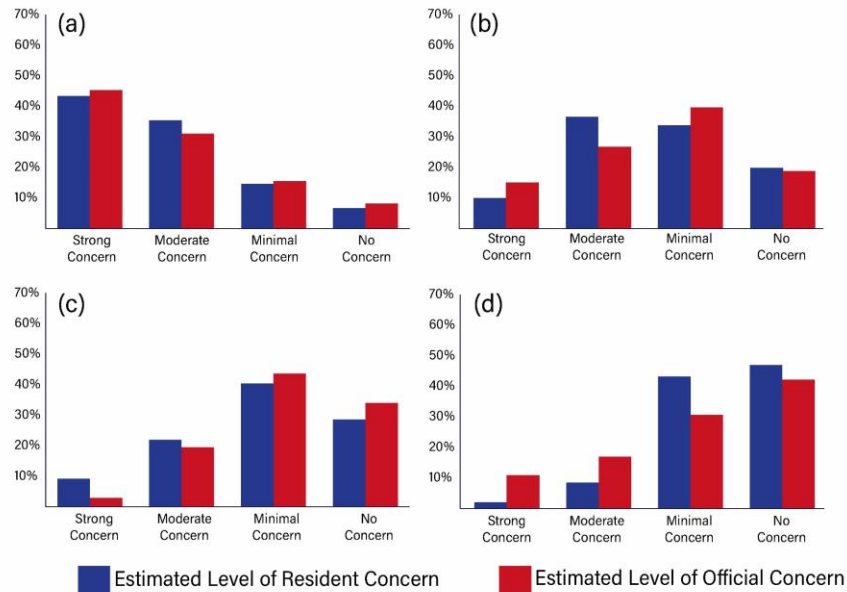 70%
60%
50%
40%
30%
20%
10%
(a)
Strong Concern
Moderate Concern
Minimal Concern
No Concern
70%
60%
50%
40%
30%
20%
10%
(b)
Strong Concern
Moderate Concern
Minimal Concern
No Concern
70%
60%
50%
40%
30%
20%
10%
(c)
Strong Concern
Moderate Concern
Minimal Concern
No Concern
70%
60%
50%
40%
30%
20%
10%
(d)
Strong Concern
Moderate Concern
Minimal Concern
No Concern
Estimated Level of Resident Concern
Estimated Level of Official Concern